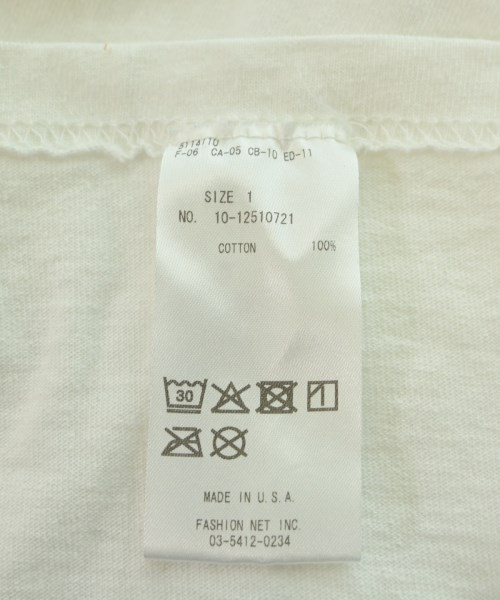 F-06 CA-05 CB-10 ED-11
SIZE 1
NO. 10-12510721
COTTON 100%
30
MADE IN U.S.A.
FASHION NET INC.
03-5412-0234